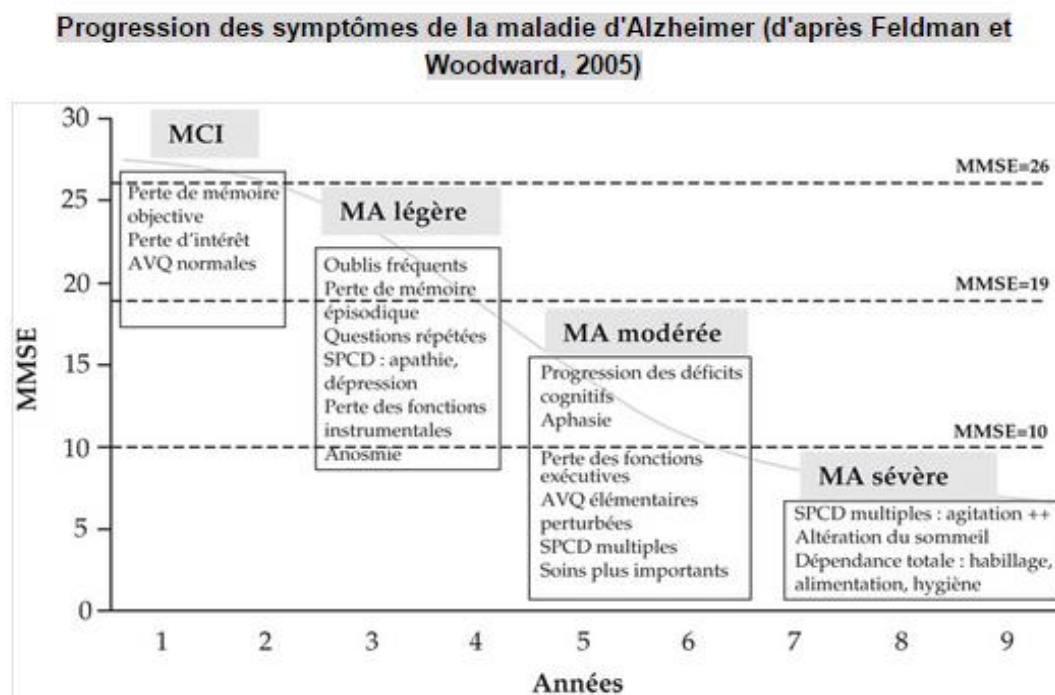 Progression des symptômes de la maladie d'Alzheimer (d'après Feldman et
Woodward, 2005)
MMSE
30
25
20
15
10
5
0
MMSE=26
MMSE=19
MMSE=10
MCI
Perte de mémoire
objective
Perte d'intérêt
AVQ normales
MA légère
Oublis fréquents
Perte de mémoire
épisodique
Questions répétées
SPCD : apathie,
dépression
Perte des fonctions
instrumentales
Anosmie
MA modérée
Progression des déficits
cognitifs
Aphasie
Perte des fonctions
exécutives
AVQ élémentaires
perturbées
SPCD multiples
Soins plus importants
MA sévère
SPCD multiples : agitation ++
Altération du sommeil
Dépendance totale : habillage,
alimentation, hygiène
1 2 3 4 5 6 7 8 9
Années